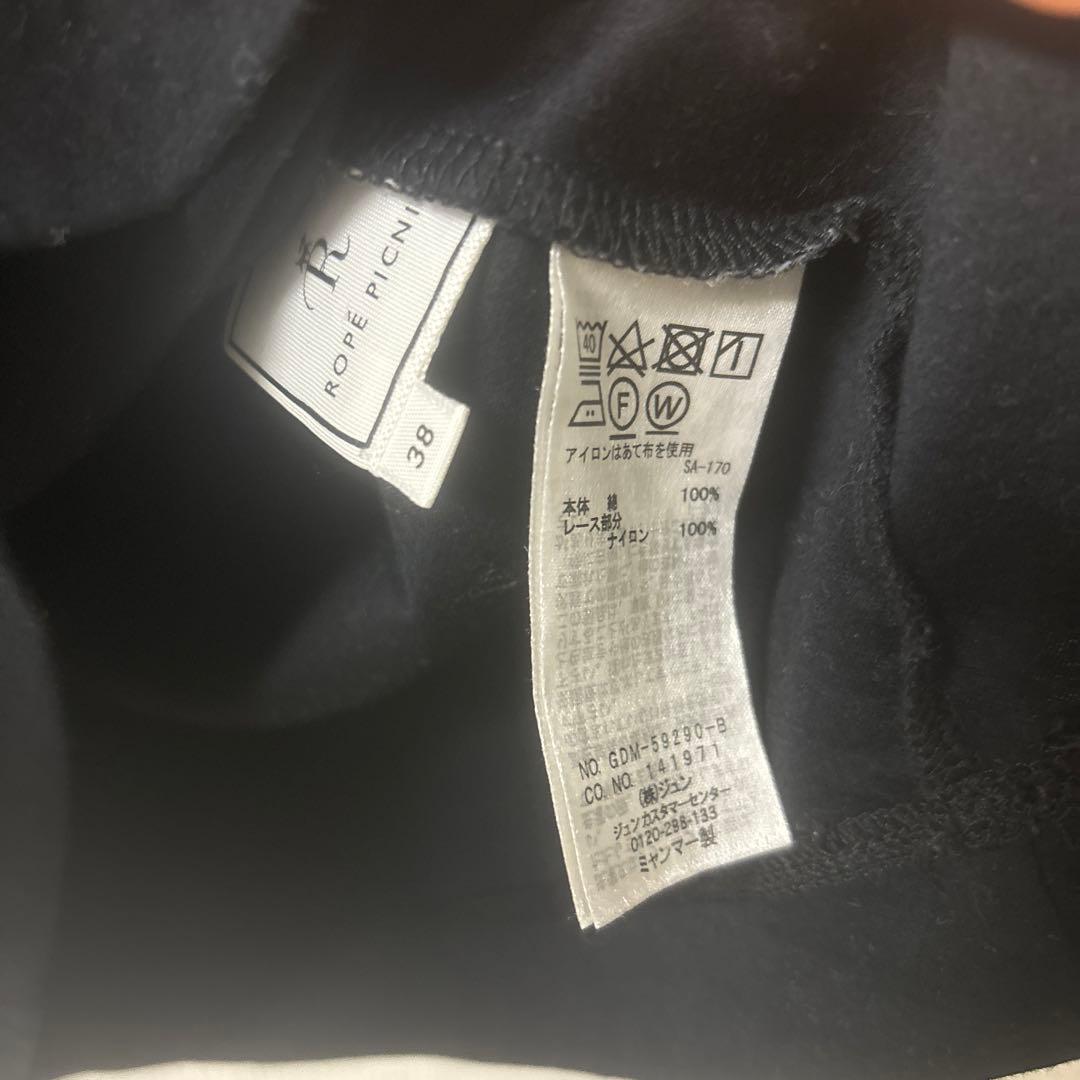 R
ROPÉ PICNI
38
40
F W
アイロンはあて布を使用
SA-170
本体 綿 100%
レース部分
ナイロン 100%
NO. GDM-59290-B
CO. NO. 141971
(株)ジュン
ジュンカスタマーセンター
0120-298-133
ミャンマー製